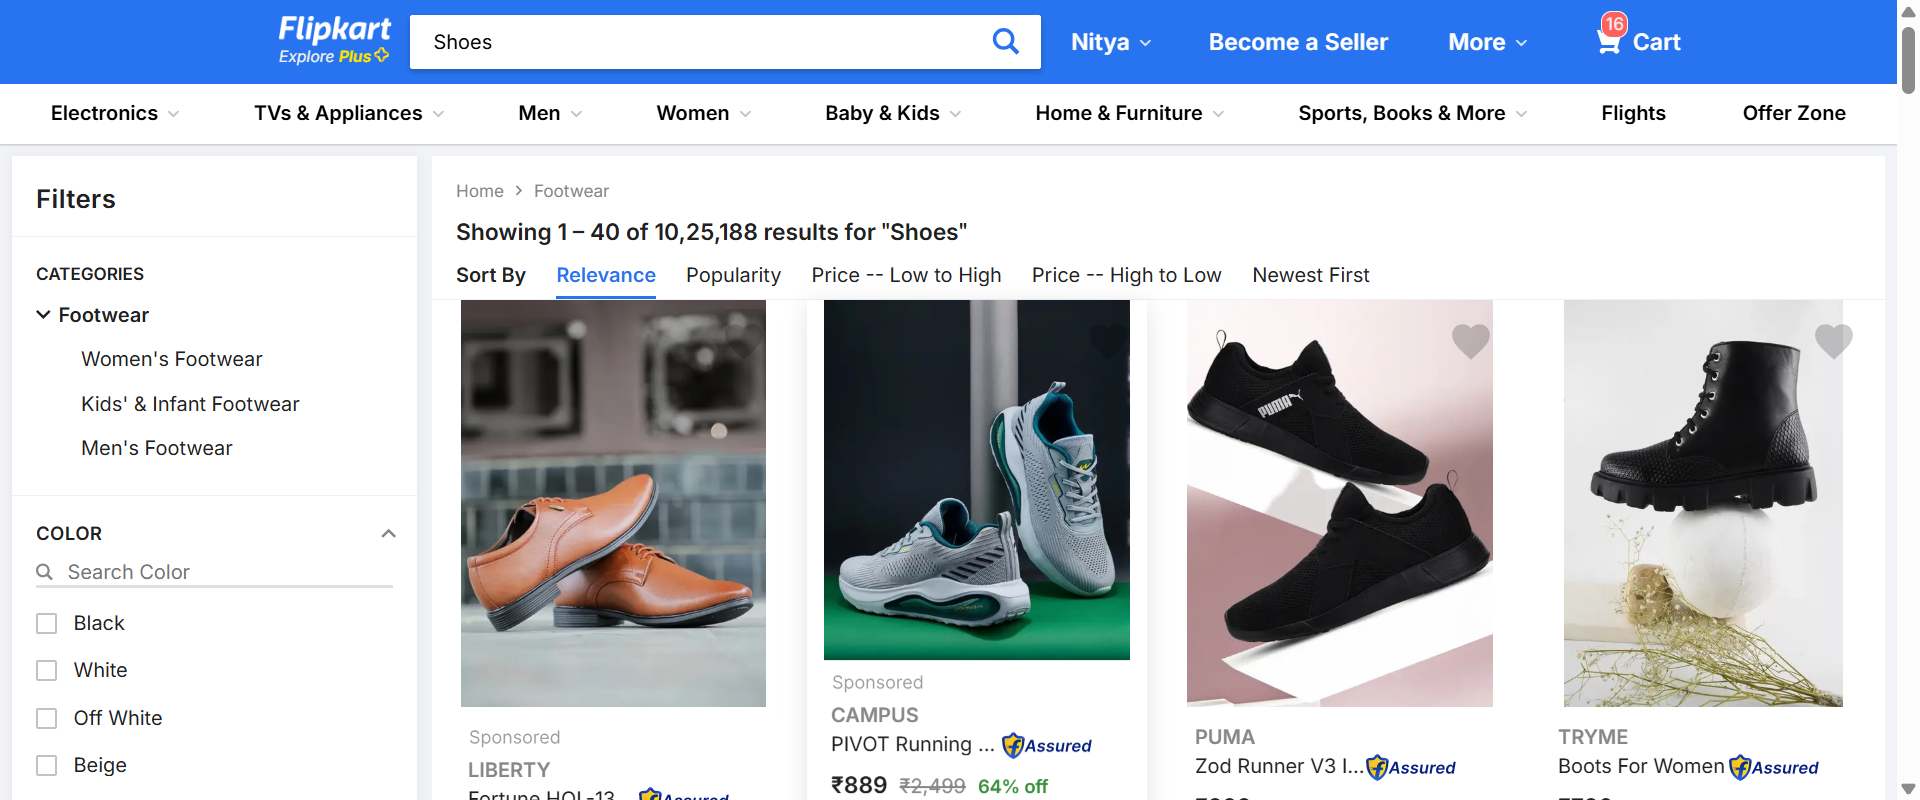 Flipkart
Explore Plus
Shoes
Nitya
Become a Seller
More
16
Cart
Electronics
TVs & Appliances
Men
Women
Baby & Kids
Home & Furniture
Sports, Books & More
Flights
Offer Zone
Filters
CATEGORIES
Footwear
Women's Footwear
Kids' & Infant Footwear
Men's Footwear
COLOR
Search Color
Black
White
Off White
Beige
Home > Footwear
Showing 1 – 40 of 10,25,188 results for "Shoes"
Sort By
Relevance
Popularity
Price -- Low to High
Price -- High to Low
Newest First
Sponsored
LIBERTY
Fortune HOL-13...
Assured
Sponsored
CAMPUS
PIVOT Running ...
Assured
₹889 ₹2,499 64% off
PUMA
PUMA
Zod Runner V3 I...
Assured
TRYME
Boots For Women
Assured